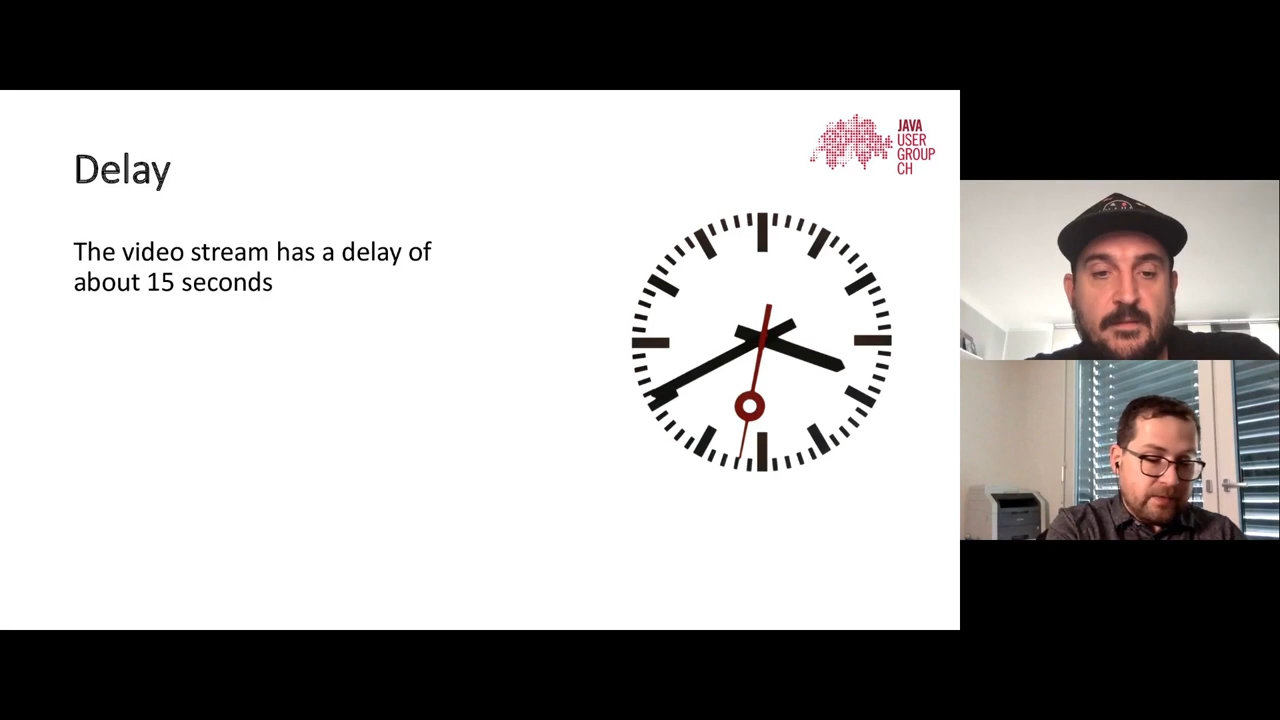 Delay
The video stream has a delay of
about 15 seconds
JAVA
USER
GROUP
CH